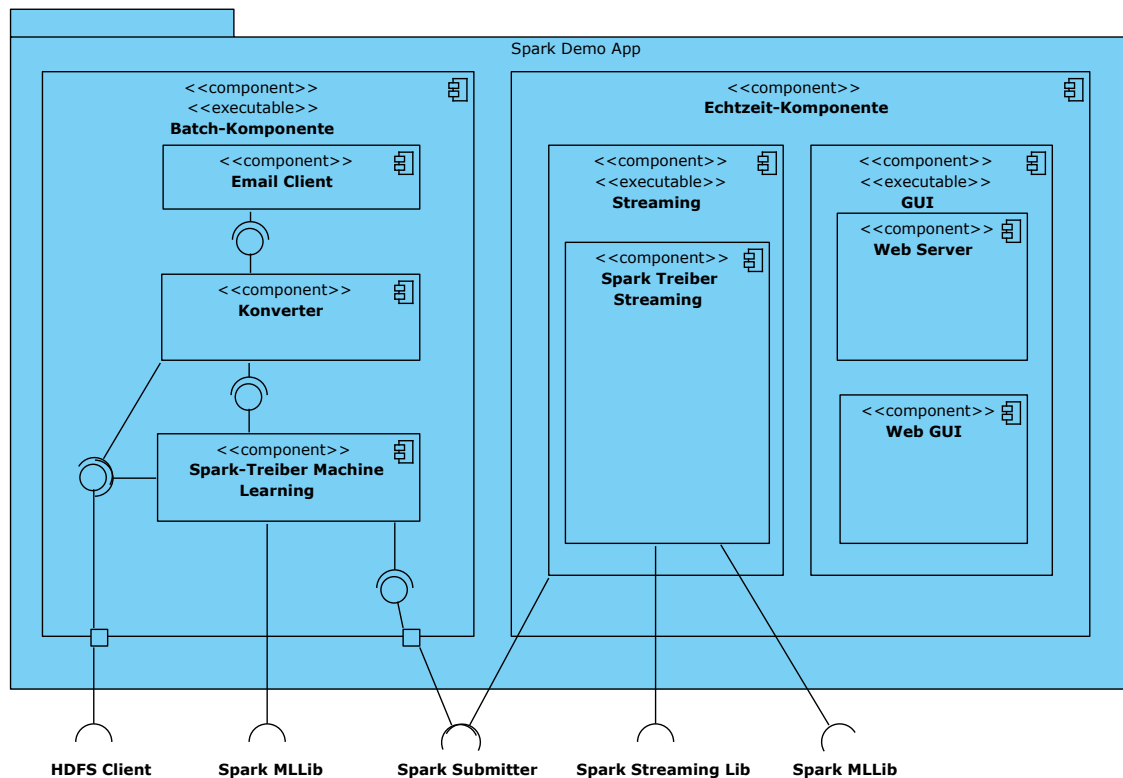 Spark Demo App
<<component>>
<<executable>>
Batch-Komponente
<<component>>
Email Client
<<component>>
Konverter
<<component>>
Spark-Treiber Machine
Learning
<<component>>
Echtzeit-Komponente
<<component>>
<<executable>>
Streaming
<<component>>
Spark Treiber
Streaming
<<component>>
<<executable>>
GUI
<<component>>
Web Server
<<component>>
Web GUI
HDFS Client
Spark MLLib
Spark Submitter
Spark Streaming Lib
Spark MLLib